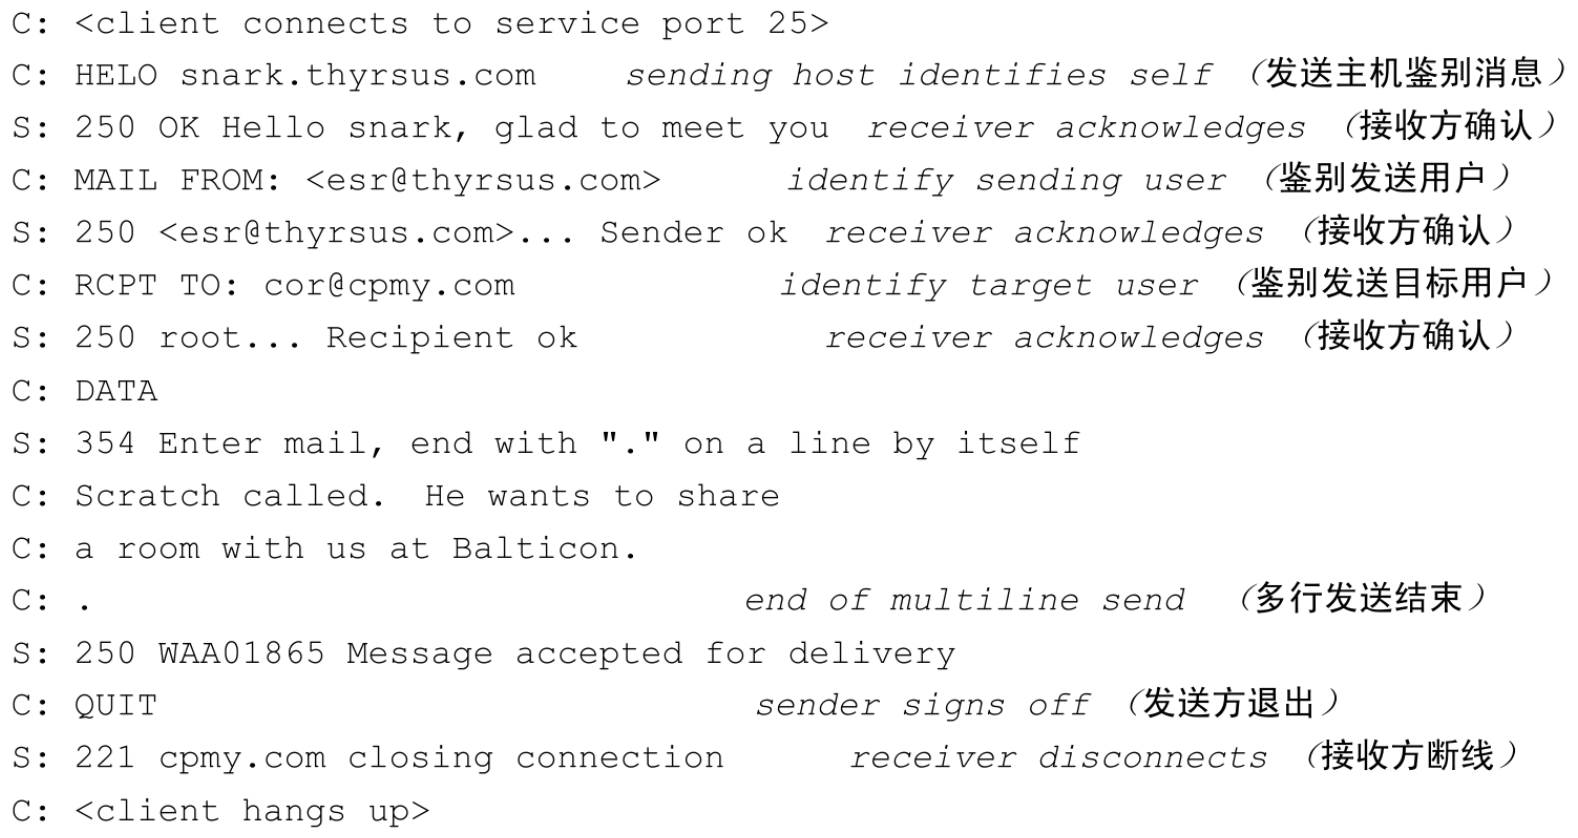 C: <client connects to service port 25>
C: HELO snark.thyrsus.com sending host identifies self (发送主机鉴别消息)
S: 250 OK Hello snark, glad to meet you receiver acknowledges (接收方确认)
C: MAIL FROM: <esr@thyrsus.com> identify sending user (鉴别发送用户)
S: 250 <esr@thyrsus.com>... Sender ok receiver acknowledges (接收方确认)
C: RCPT TO: cor@cpmy.com identify target user (鉴别发送目标用户)
S: 250 root... Recipient ok receiver acknowledges (接收方确认)
C: DATA
S: 354 Enter mail, end with "." on a line by itself
C: Scratch called. He wants to share
C: a room with us at Balticon.
C: . end of multiline send (多行发送结束)
S: 250 WAA01865 Message accepted for delivery
C: QUIT sender signs off (发送方退出)
S: 221 cpmy.com closing connection receiver disconnects (接收方断线)
C: <client hangs up>